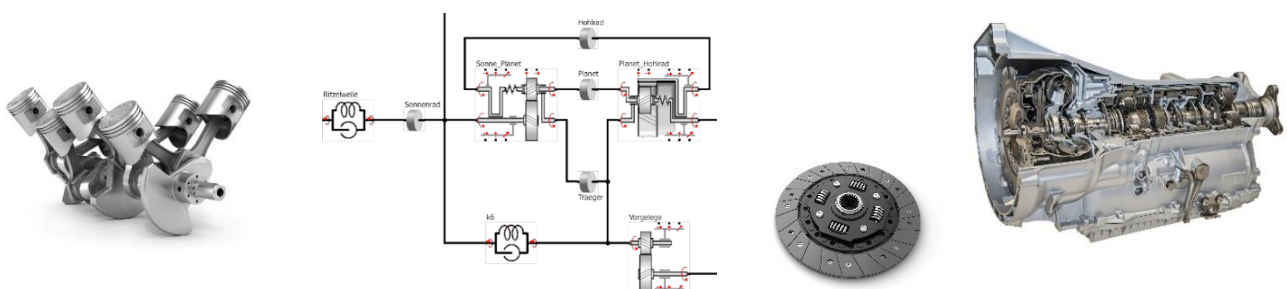 Hohlrad
Sonne_Planet
Planet
Planet_Hohlrad
Ritzelwelle
Sonnenrad
Traeger
k6
Vorgelege